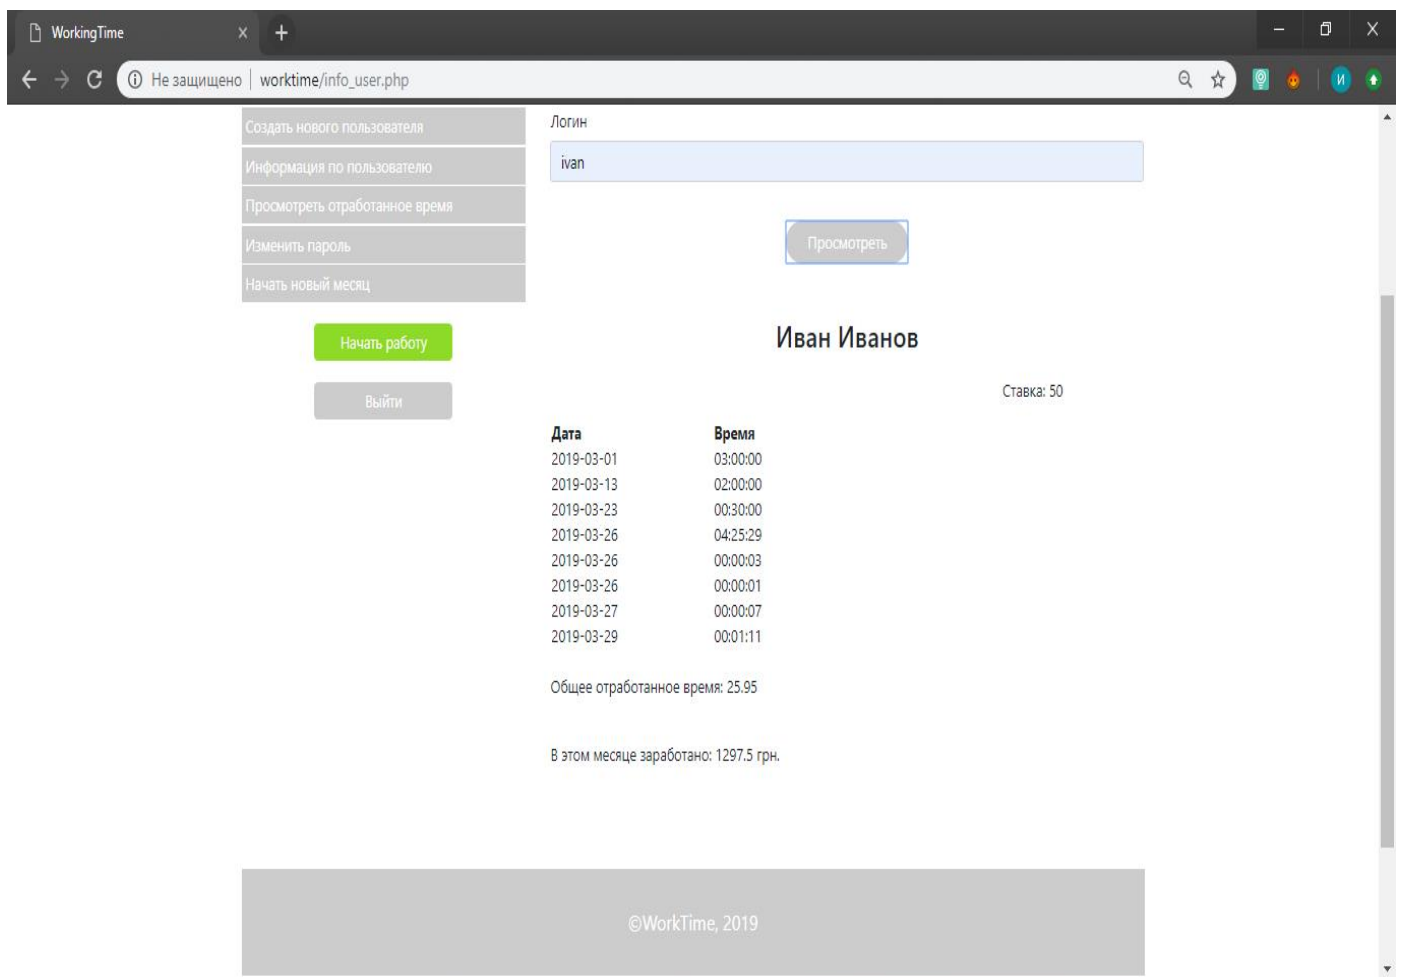 WorkingTime
Не защищено worktime/info_user.php
И
Создать нового пользователя
Информация по пользователю
Просмотреть отработанное время
Изменить пароль
Начать новый месяц
Начать работу
Выйти
Логин
ivan
Просмотреть
Иван Иванов
Ставка: 50
Дата Время
2019-03-01 03:00:00
2019-03-13 02:00:00
2019-03-23 00:30:00
2019-03-26 04:25:29
2019-03-26 00:00:03
2019-03-26 00:00:01
2019-03-27 00:00:07
2019-03-29 00:01:11
Общее отработанное время: 25.95
В этом месяце заработано: 1297.5 грн.
©WorkTime, 2019